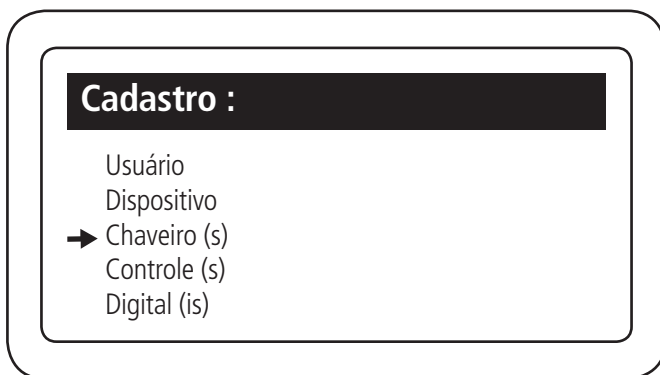 Cadastro :
Usuário
Dispositivo
Chaveiro (s)
Controle (s)
Digital (is)